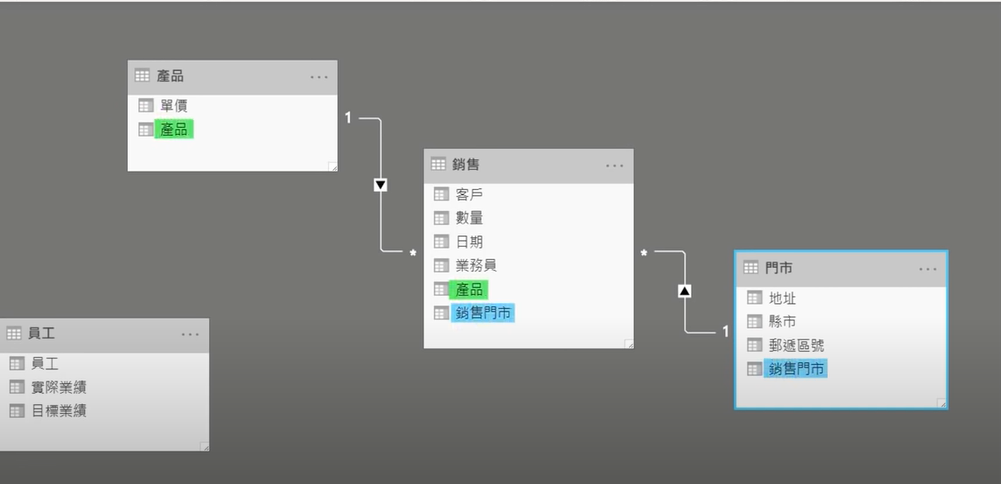 產品
...
單價
產品
1
*
銷售
...
客戶
數量
日期
業務員
產品
銷售門市
*
1
門市
...
地址
縣市
郵遞區號
銷售門市
員工
...
員工
實際業績
目標業績